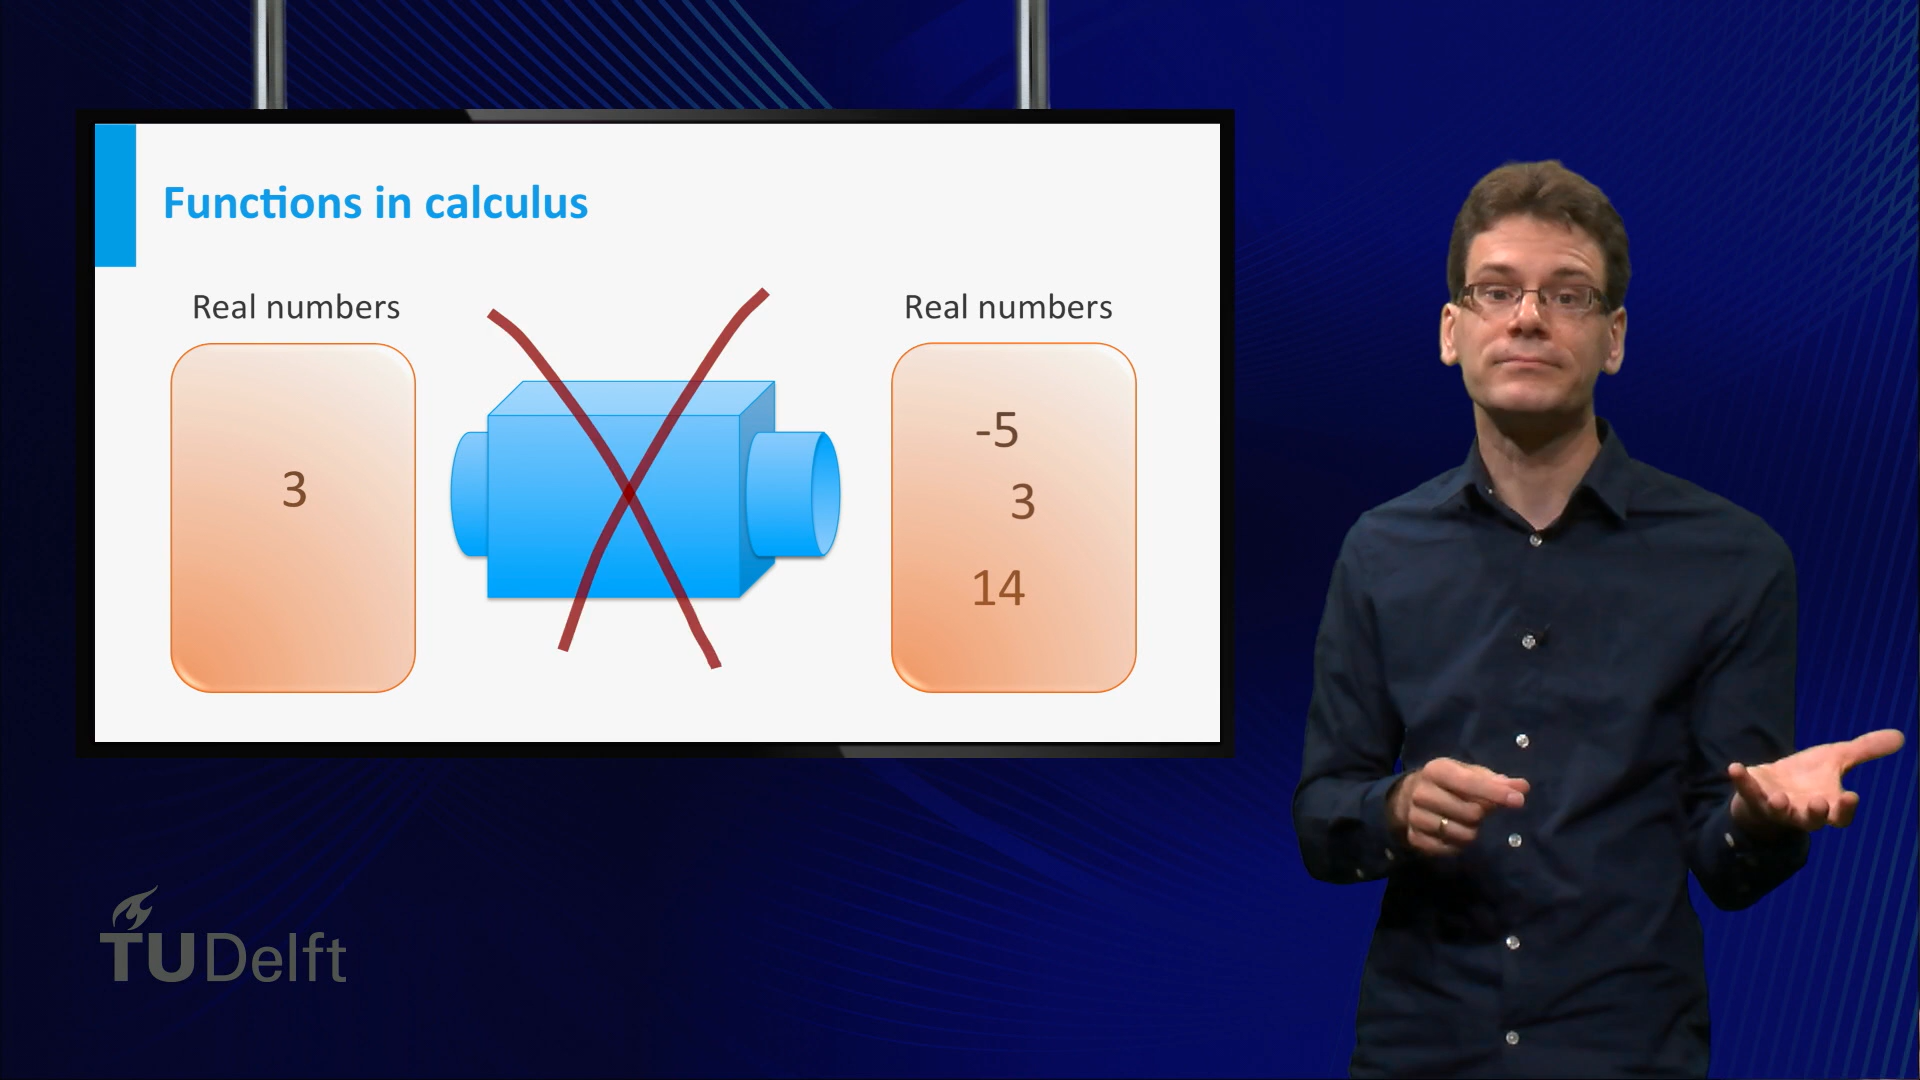 Functions in calculus
Real numbers
Real numbers
3
-5
3
14
TUDelft